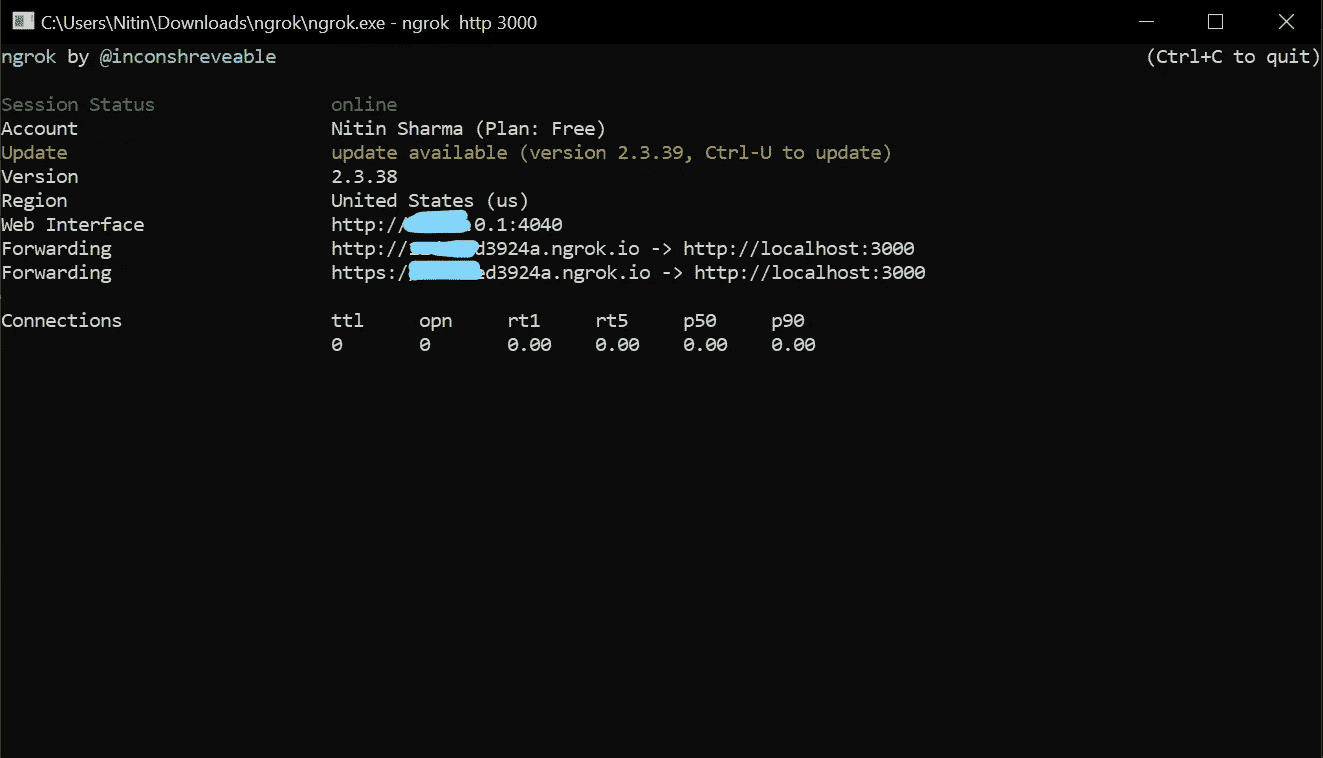 C:\Users\Nitin\Downloads\ngrok\ngrok.exe - ngrok  http 3000
ngrok by @inconshreveable (Ctrl+C to quit)
Session Status online
Account Nitin Sharma (Plan: Free)
Update update available (version 2.3.39, Ctrl-U to update)
Version 2.3.38
Region United States (us)
Web Interface http:// 0.1:4040
Forwarding http:// d3924a.ngrok.io -> http://localhost:3000
Forwarding https:/ ed3924a.ngrok.io -> http://localhost:3000
Connections ttl opn rt1 rt5 p50 p90
0 0 0.00 0.00 0.00 0.00